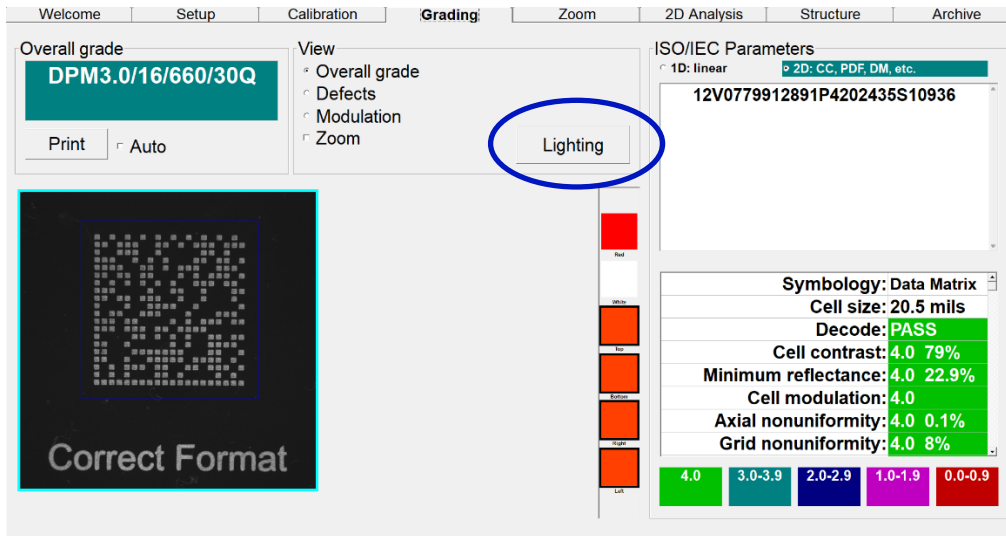 Welcome
Setup
Calibration
Grading
Zoom
2D Analysis
Structure
Archive
Overall grade
DPM3.0/16/660/30Q
Print
Auto
View
Overall grade
Defects
Modulation
Zoom
Lighting
ISO/IEC Parameters
1D: linear
2D: CC, PDF, DM, etc.
12V0779912891P4202435S10936
Correct Format
Red
White
Top
Bottom
Right
Left
Symbology: Data Matrix
Cell size: 20.5 mils
Decode: PASS
Cell contrast: 4.0 79%
Minimum reflectance: 4.0 22.9%
Cell modulation: 4.0
Axial nonuniformity: 4.0 0.1%
Grid nonuniformity: 4.0 8%
4.0
3.0-3.9
2.0-2.9
1.0-1.9
0.0-0.9